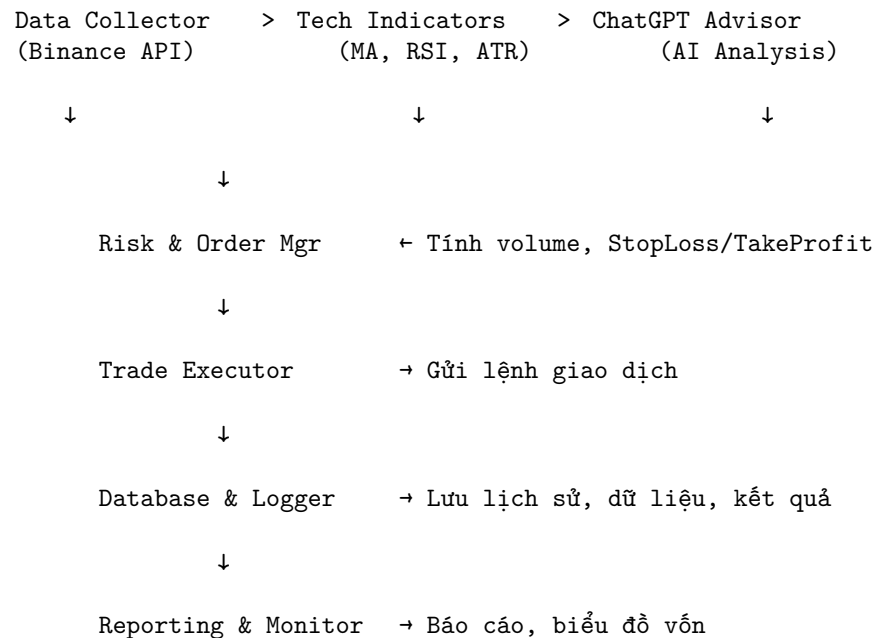 Data Collector > Tech Indicators > ChatGPT Advisor
(Binance API) (MA, RSI, ATR) (AI Analysis)
↓ ↓ ↓
↓
Risk & Order Mgr ← Tính volume, StopLoss/TakeProfit
↓
Trade Executor → Gửi lệnh giao dịch
↓
Database & Logger → Lưu lịch sử, dữ liệu, kết quả
↓
Reporting & Monitor → Báo cáo, biểu đồ vốn